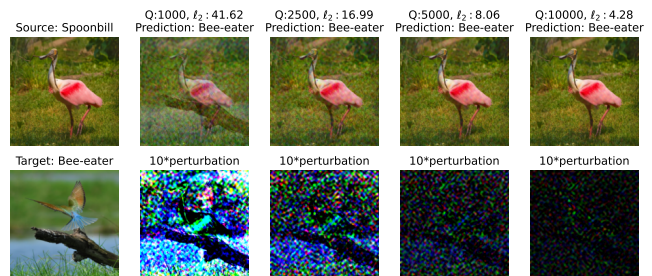 Source: Spoonbill
Q:1000, ℓ₂ : 41.62
Prediction: Bee-eater
Q:2500, ℓ₂ : 16.99
Prediction: Bee-eater
Q:5000, ℓ₂ : 8.06
Prediction: Bee-eater
Q:10000, ℓ₂ : 4.28
Prediction: Bee-eater
Target: Bee-eater
10*perturbation
10*perturbation
10*perturbation
10*perturbation